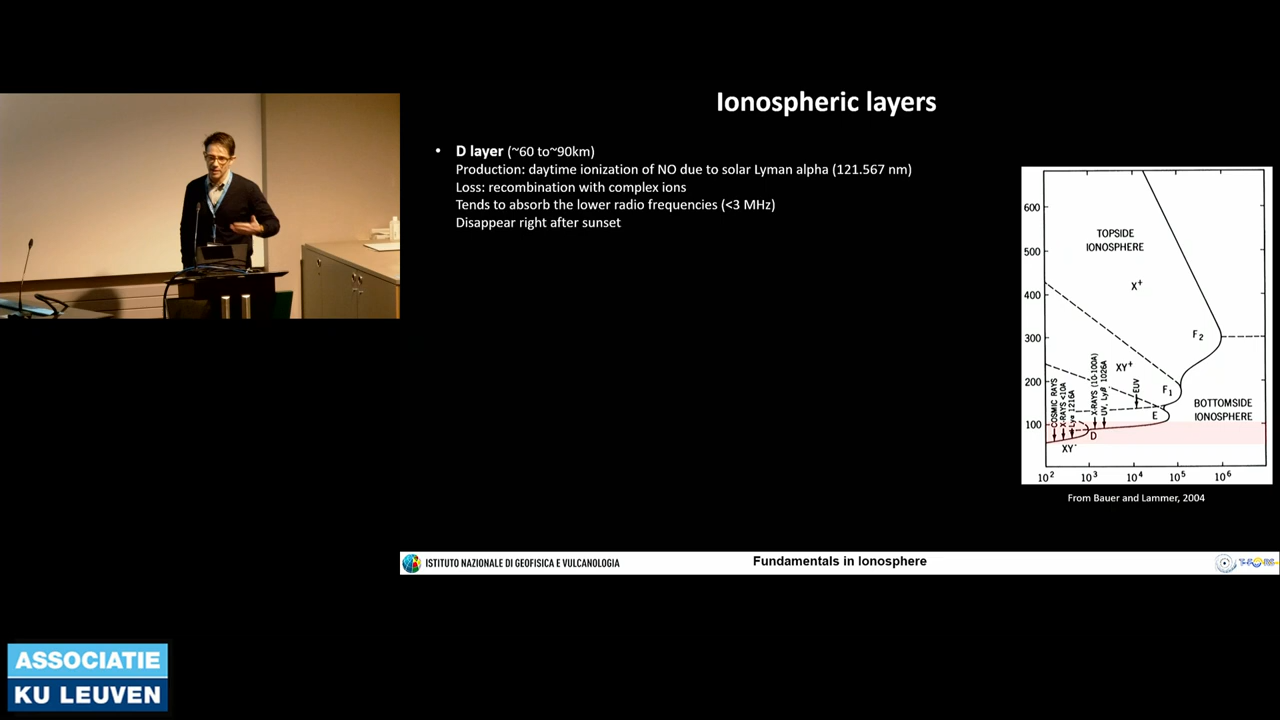 Ionospheric layers
• D layer (~60 to~90km)
Production: daytime ionization of NO due to solar Lyman alpha (121.567 nm)
Loss: recombination with complex ions
Tends to absorb the lower radio frequencies (<3 MHz)
Disappear right after sunset
600
500
400
300
200
100
TOPSIDE
IONOSPHERE
X+
F2
XY+
COSMIC RAYS
X-RAYS <10A
Lyα 1216A
X-RAYS (10-100A)
UV, Lyβ 1026A
EUV
F1
E
D
XY-
BOTTOMSIDE
IONOSPHERE
10² 10³ 10⁴ 10⁵ 10⁶
From Bauer and Lammer, 2004
ISTITUTO NAZIONALE DI GEOFISICA E VULCANOLOGIA
Fundamentals in Ionosphere
ASSOCIATIE
KU LEUVEN